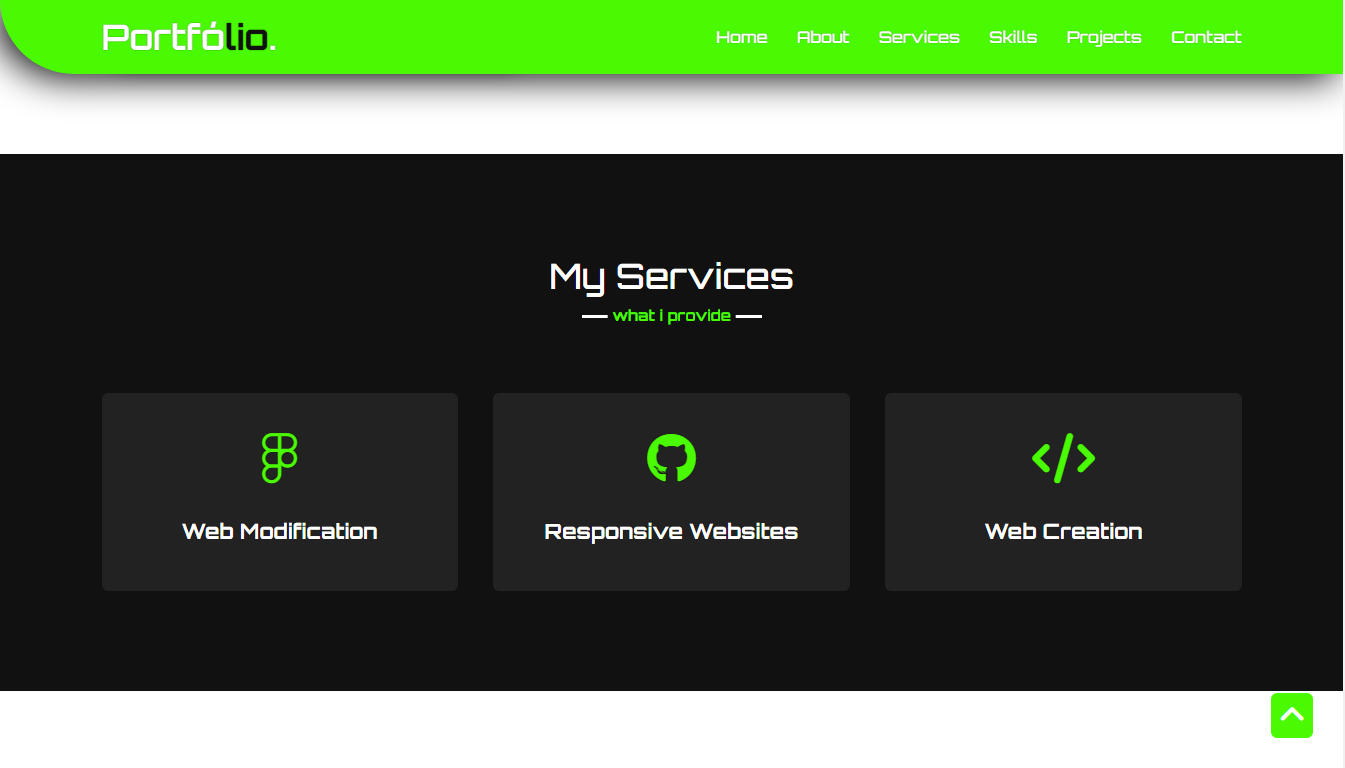 Portfólio.
Home About Services Skills Projects Contact
My Services
what i provide
Web Modification
Responsive Websites
Web Creation